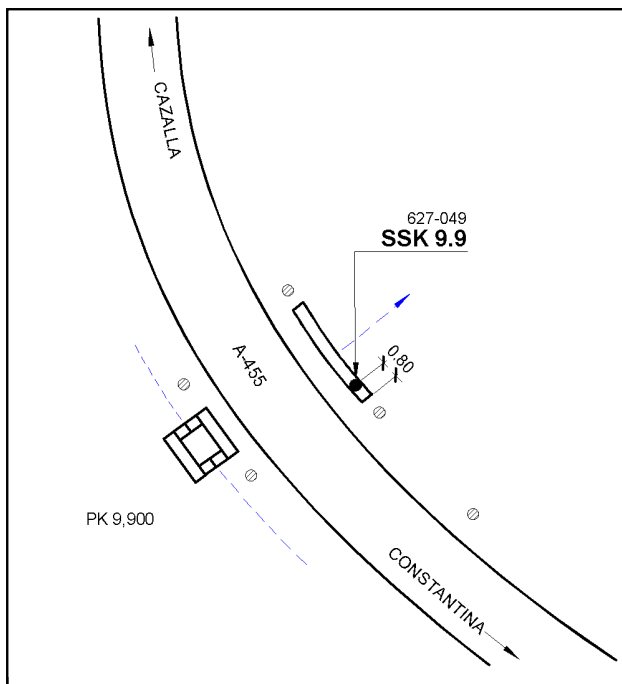 CAZALLA
627-049
SSK 9.9
0.80
A-455
PK 9,900
CONSTANTINA